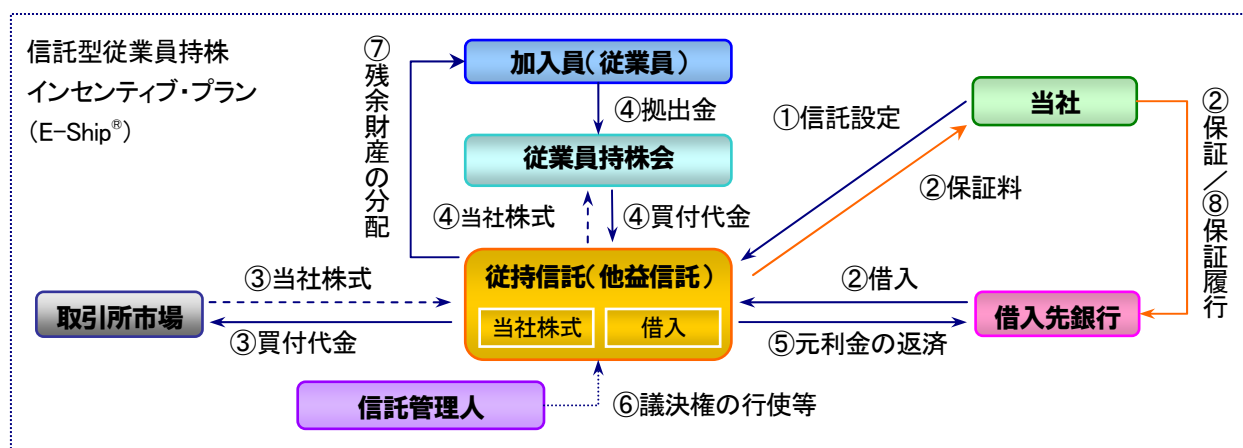 信託型従業員持株
インセンティブ・プラン
（E-Ship®）
⑦残余財産の分配
加入員（従業員）
④拠出金
従業員持株会
④当社株式
④買付代金
①信託設定
当社
②保証料
②保証／⑧保証履行
従持信託（他益信託）
当社株式
借入
③当社株式
取引所市場
③買付代金
②借入
借入先銀行
⑤元利金の返済
信託管理人
⑥議決権の行使等